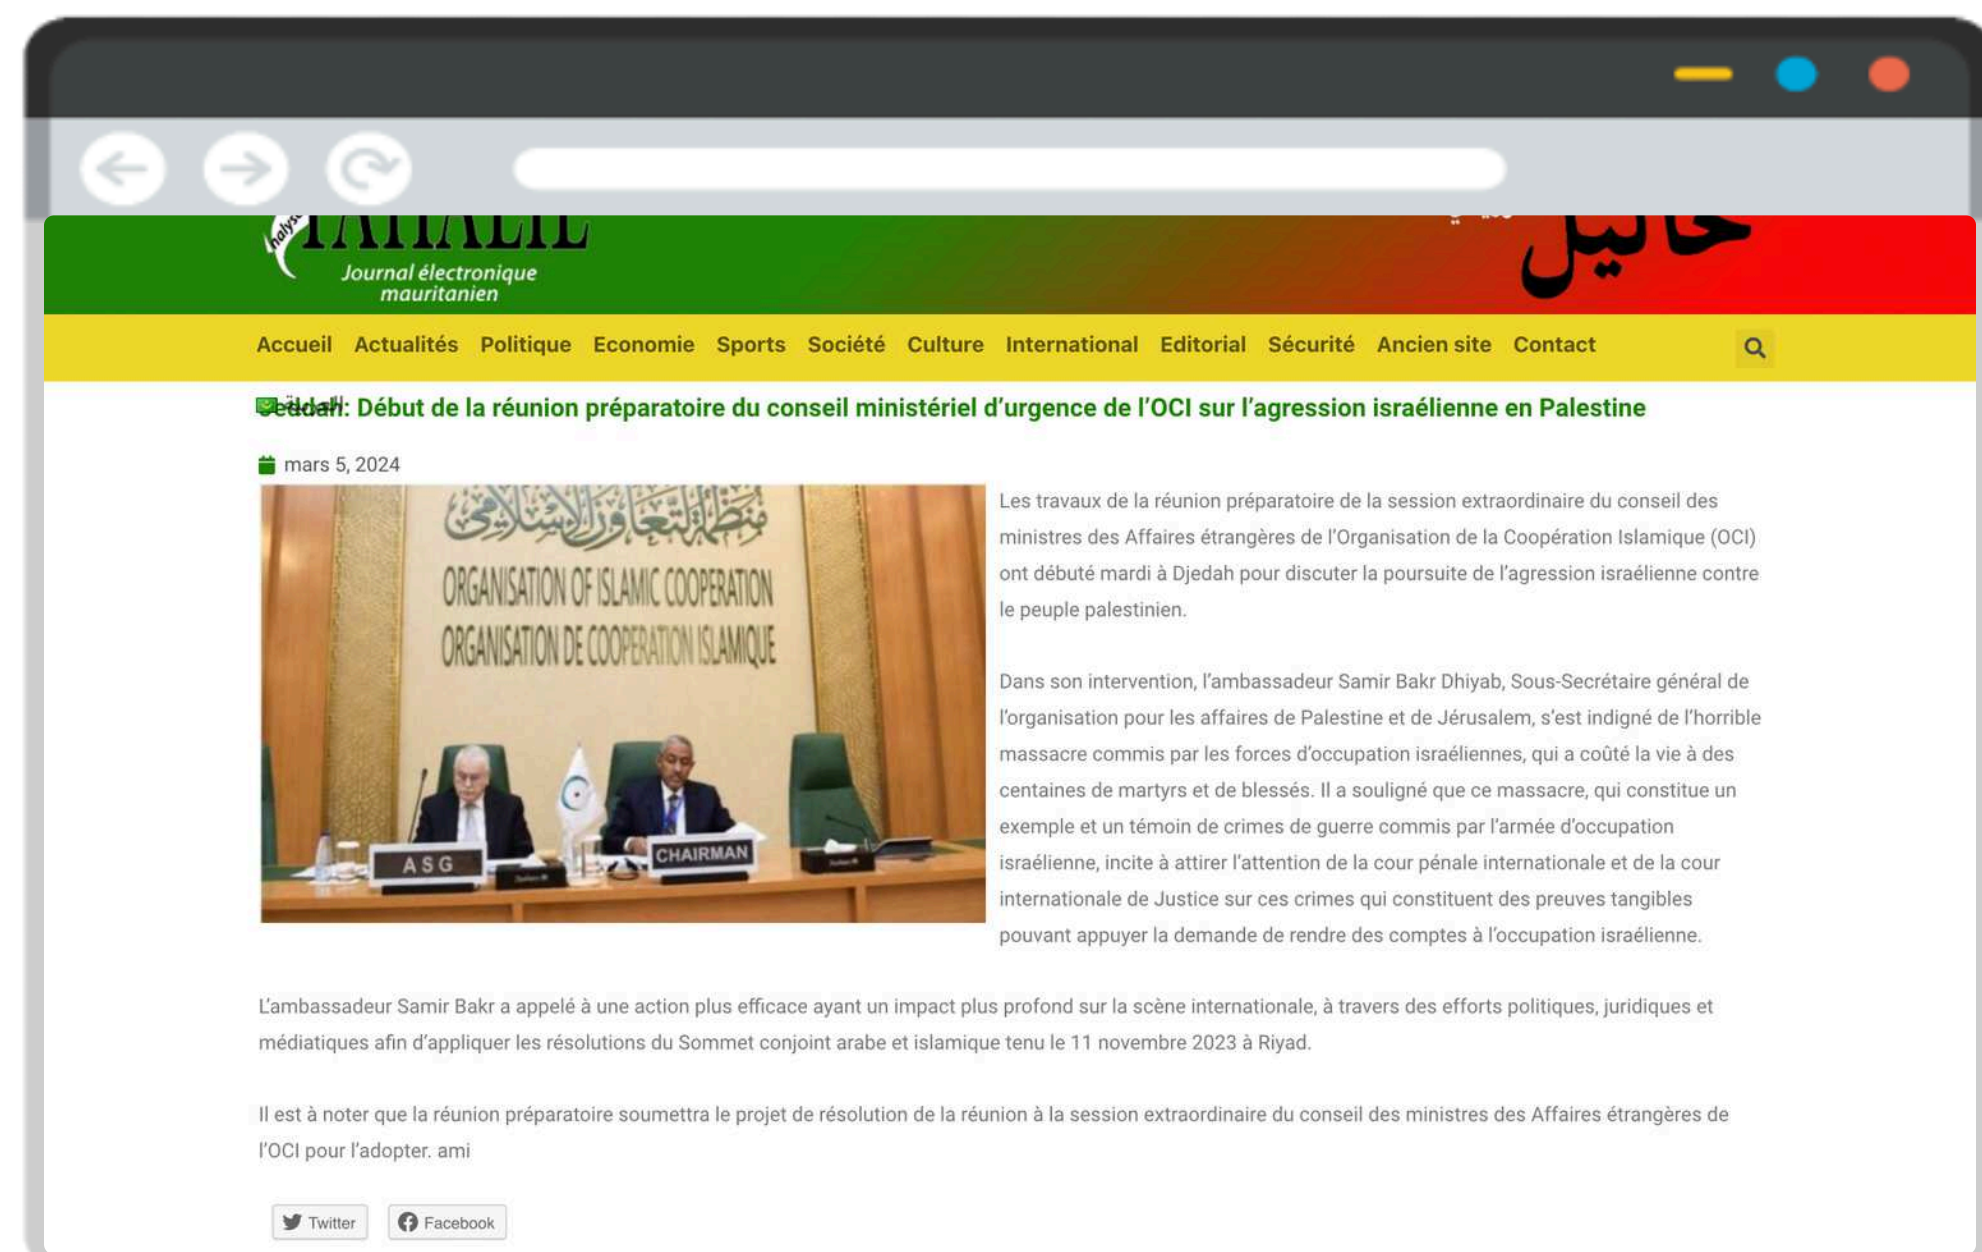 TAHALIL
Journal électronique
mauritanien
Accueil Actualités Politique Economie Sports Société Culture International Editorial Sécurité Ancien site Contact
العربية
Jeddah: Début de la réunion préparatoire du conseil ministériel d’urgence de l’OCI sur l’agression israélienne en Palestine
mars 5, 2024
منظمة التعاون الإسلامي
ORGANISATION OF ISLAMIC COOPERATION
ORGANISATION DE COOPERATION ISLAMIQUE
ASG
CHAIRMAN
Les travaux de la réunion préparatoire de la session extraordinaire du conseil des
ministres des Affaires étrangères de l’Organisation de la Coopération Islamique (OCI)
ont débuté mardi à Djedah pour discuter la poursuite de l’agression israélienne contre
le peuple palestinien.
Dans son intervention, l’ambassadeur Samir Bakr Dhiyab, Sous-Secrétaire général de
l’organisation pour les affaires de Palestine et de Jérusalem, s’est indigné de l’horrible
massacre commis par les forces d’occupation israéliennes, qui a coûté la vie à des
centaines de martyrs et de blessés. Il a souligné que ce massacre, qui constitue un
exemple et un témoin de crimes de guerre commis par l’armée d’occupation
israélienne, incite à attirer l’attention de la cour pénale internationale et de la cour
internationale de Justice sur ces crimes qui constituent des preuves tangibles
pouvant appuyer la demande de rendre des comptes à l’occupation israélienne.
L’ambassadeur Samir Bakr a appelé à une action plus efficace ayant un impact plus profond sur la scène internationale, à travers des efforts politiques, juridiques et
médiatiques afin d’appliquer les résolutions du Sommet conjoint arabe et islamique tenu le 11 novembre 2023 à Riyad.
Il est à noter que la réunion préparatoire soumettra le projet de résolution de la réunion à la session extraordinaire du conseil des ministres des Affaires étrangères de
l’OCI pour l’adopter. ami
Twitter Facebook